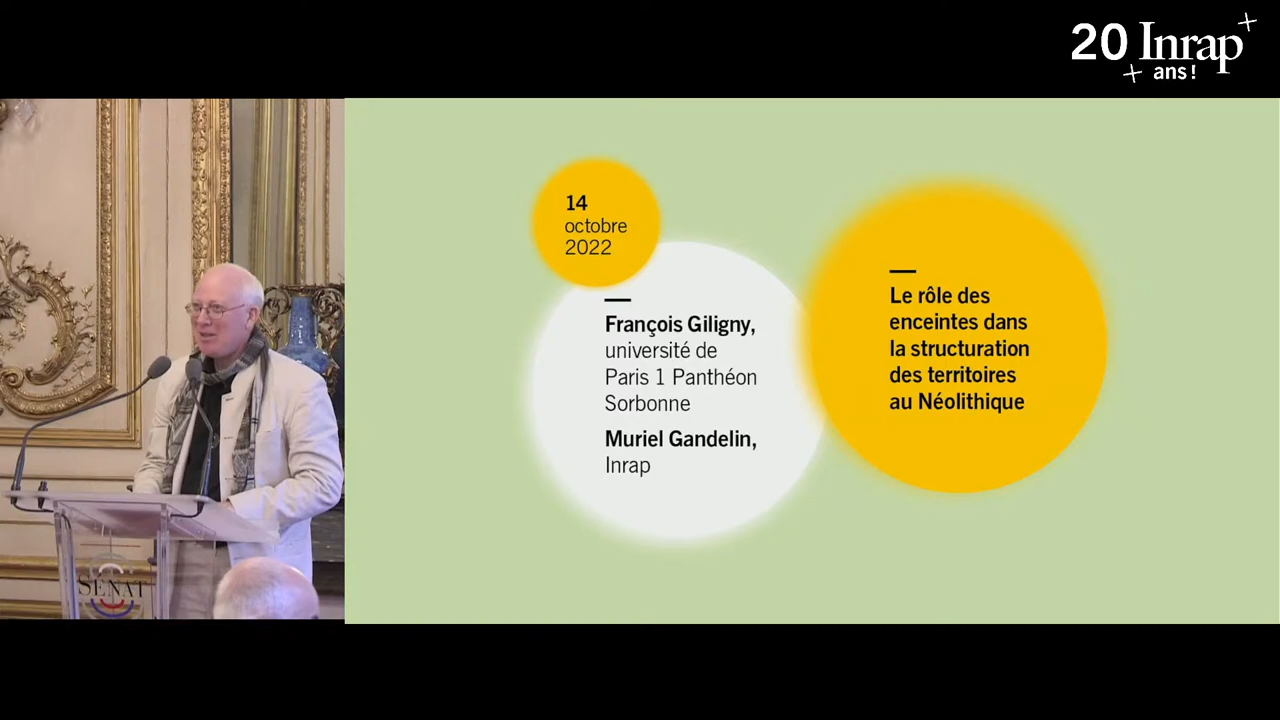 20 Inrap
ans !
14
octobre
2022
François Giligny,
université de
Paris 1 Panthéon
Sorbonne
Muriel Gandelin,
Inrap
Le rôle des
enceintes dans
la structuration
des territoires
au Néolithique
SÉNAT